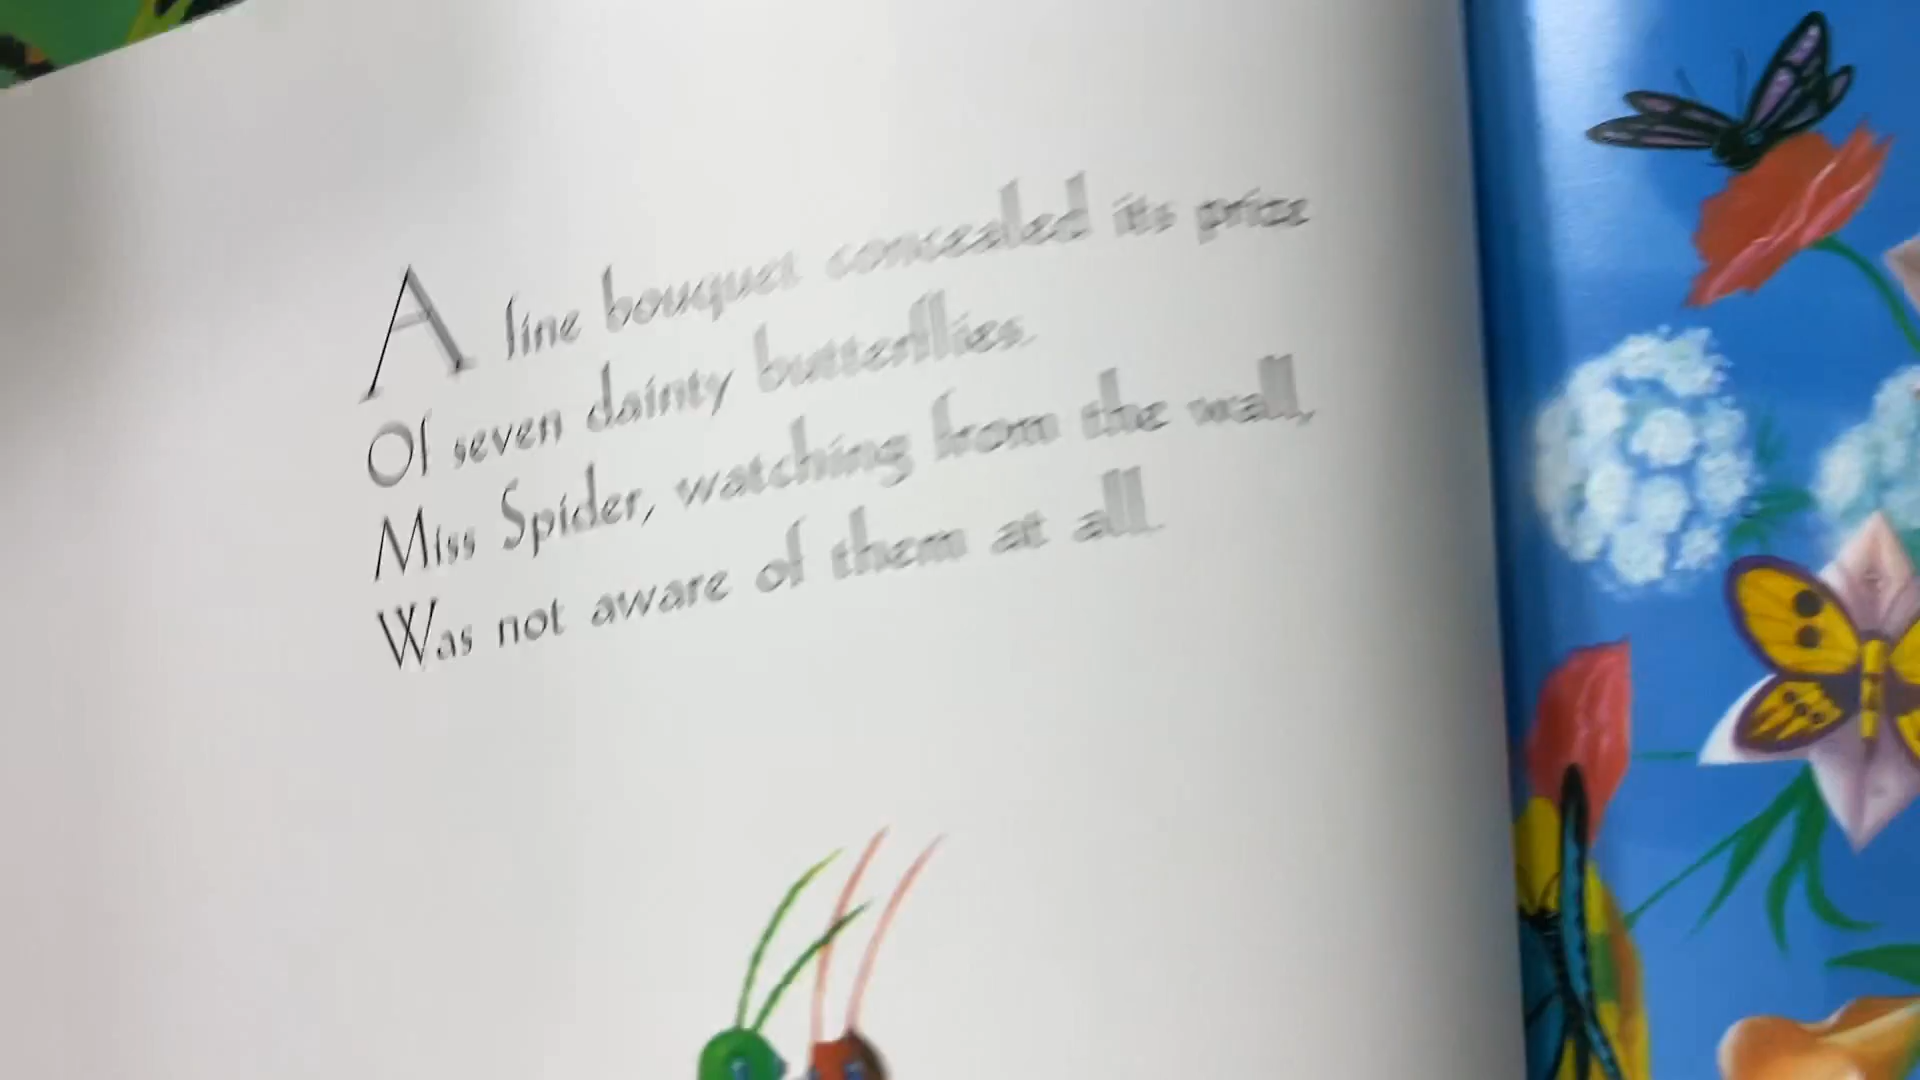 A fine bouquet concealed its prize
Of seven dainty butterflies.
Miss Spider, watching from the wall,
Was not aware of them at all.